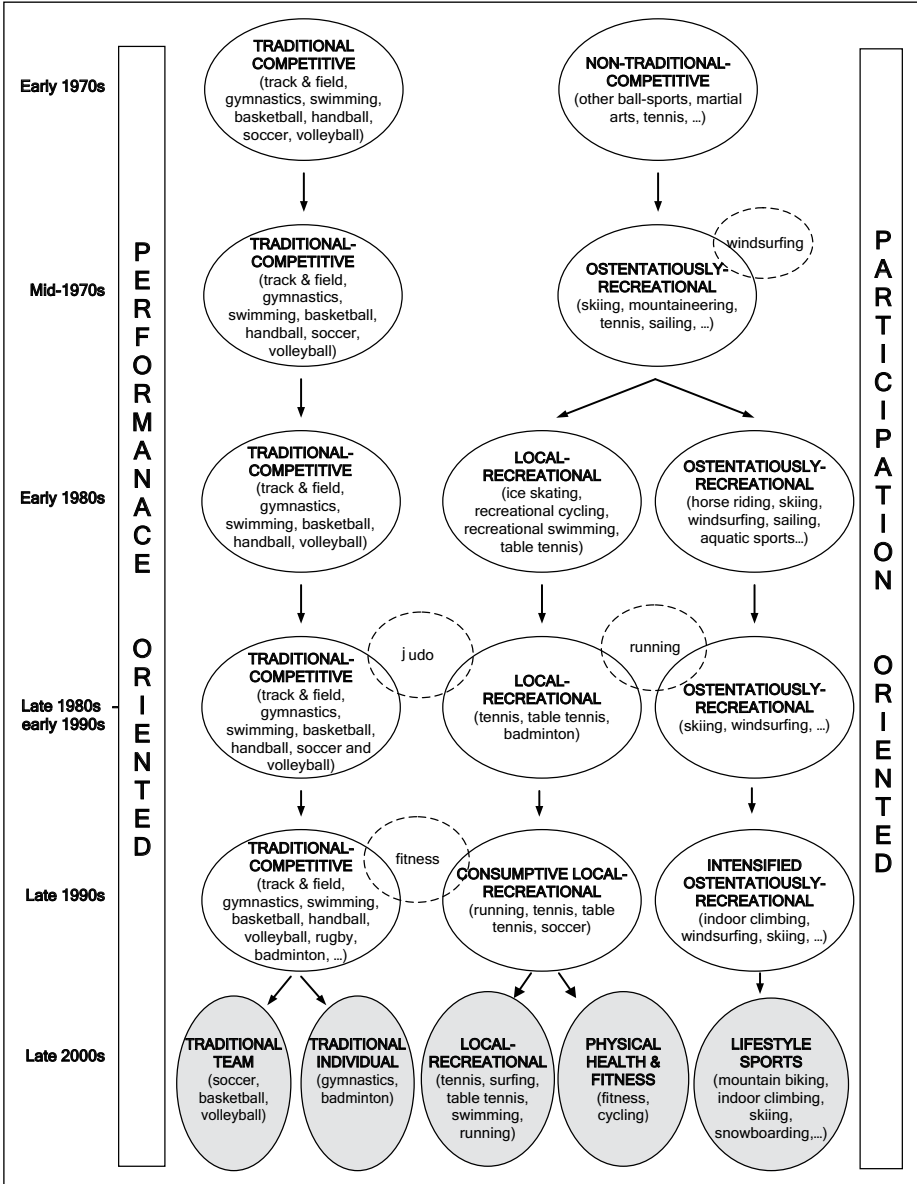 Early 1970s
TRADITIONAL
COMPETITIVE
(track & field,
gymnastics, swimming,
basketball, handball,
soccer, volleyball)
NON-TRADITIONAL-
COMPETITIVE
(other ball-sports, martial
arts, tennis, ...)
Mid-1970s
TRADITIONAL-
COMPETITIVE
(track & field,
gymnastics,
swimming, basketball,
handball, soccer,
volleyball)
windsurfing
OSTENTATIOUSLY-
RECREATIONAL
(skiing, mountaineering,
tennis, sailing, ...)
Early 1980s
TRADITIONAL-
COMPETITIVE
(track & field,
gymnastics,
swimming, basketball,
handball, volleyball)
LOCAL-
RECREATIONAL
(ice skating,
recreational cycling,
recreational swimming,
table tennis)
OSTENTATIOUSLY-
RECREATIONAL
(horse riding, skiing,
windsurfing, sailing,
aquatic sports...)
Late 1980s
early 1990s
TRADITIONAL-
COMPETITIVE
(track & field,
gymnastics,
swimming, basketball,
handball, soccer and
volleyball)
judo
LOCAL-
RECREATIONAL
(tennis, table tennis,
badminton)
running
OSTENTATIOUSLY-
RECREATIONAL
(skiing, windsurfing, ...)
Late 1990s
TRADITIONAL-
COMPETITIVE
(track & field,
gymnastics, swimming,
basketball, handball,
volleyball, rugby,
badminton, ...)
fitness
CONSUMPTIVE LOCAL-
RECREATIONAL
(running, tennis, table
tennis, soccer)
INTENSIFIED
OSTENTATIOUSLY-
RECREATIONAL
(indoor climbing,
windsurfing, skiing, ...)
Late 2000s
TRADITIONAL
TEAM
(soccer,
basketball,
volleyball)
TRADITIONAL
INDIVIDUAL
(gymnastics,
badminton)
LOCAL-
RECREATIONAL
(tennis, surfing,
table tennis,
swimming,
running)
PHYSICAL
HEALTH &
FITNESS
(fitness,
cycling)
LIFESTYLE
SPORTS
(mountain biking,
indoor climbing,
skiing,
snowboarding,...)
PERFORMANACE ORIENTED
PARTICIPATION ORIENTED